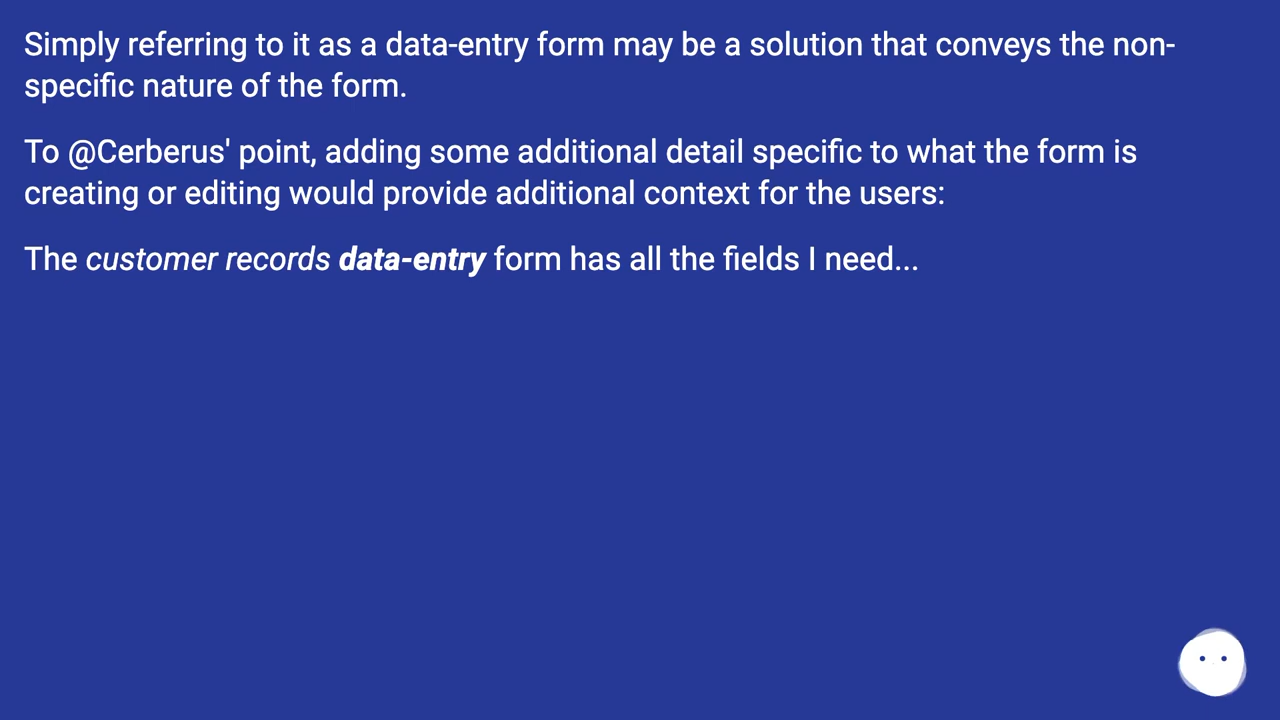 Simply referring to it as a data-entry form may be a solution that conveys the non-
specific nature of the form.
To @Cerberus' point, adding some additional detail specific to what the form is
creating or editing would provide additional context for the users:
The customer records data-entry form has all the fields I need...